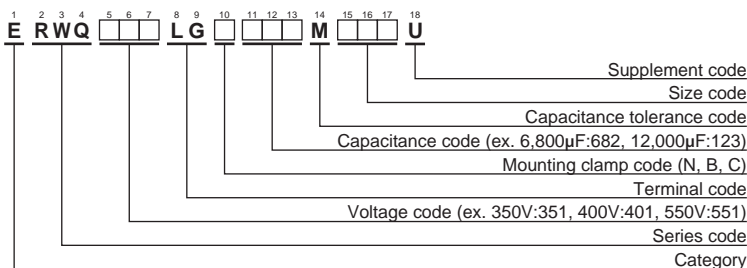 1 2 3 4 5 6 7 8 9 10 11 12 13 14 15 16 17 18
E RWQ □□□ LG □ □□□ M □□□ U
Supplement code
Size code
Capacitance tolerance code
Capacitance code (ex. 6,800µF:682, 12,000µF:123)
Mounting clamp code (N, B, C)
Terminal code
Voltage code (ex. 350V:351, 400V:401, 550V:551)
Series code
Category